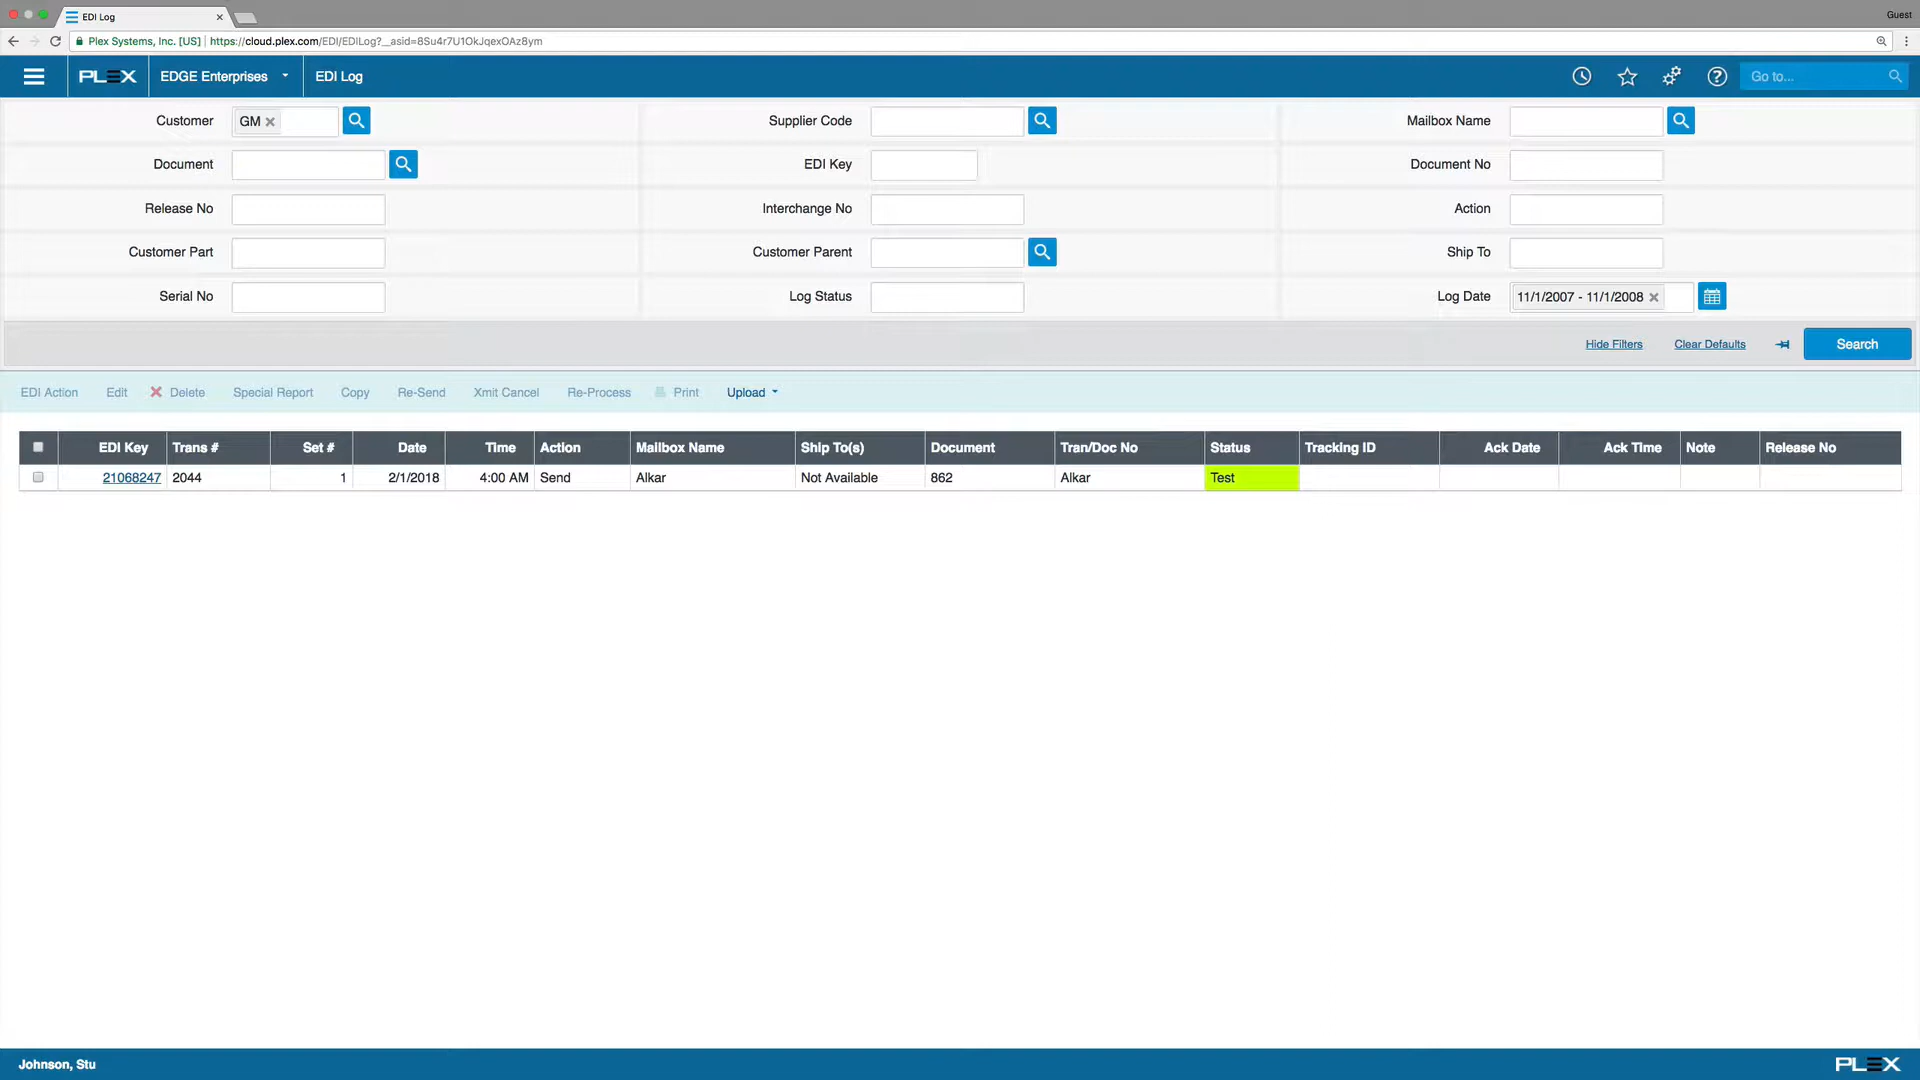 EDI Log
Guest
Plex Systems, Inc. [US] | https://cloud.plex.com/EDI/EDILog?__asid=8Su4r7U1OkJqexOAz8ym
PLEX EDGE Enterprises EDI Log Go to...
Customer GM Supplier Code Mailbox Name
Document EDI Key Document No
Release No Interchange No Action
Customer Part Customer Parent Ship To
Serial No Log Status Log Date 11/1/2007 - 11/1/2008
Hide Filters Clear Defaults Search
EDI Action Edit Delete Special Report Copy Re-Send Xmit Cancel Re-Process Print Upload
EDI Key Trans # Set # Date Time Action Mailbox Name Ship To(s) Document Tran/Doc No Status Tracking ID Ack Date Ack Time Note Release No
21068247 2044 1 2/1/2018 4:00 AM Send Alkar Not Available 862 Alkar Test
Johnson, Stu PLEX